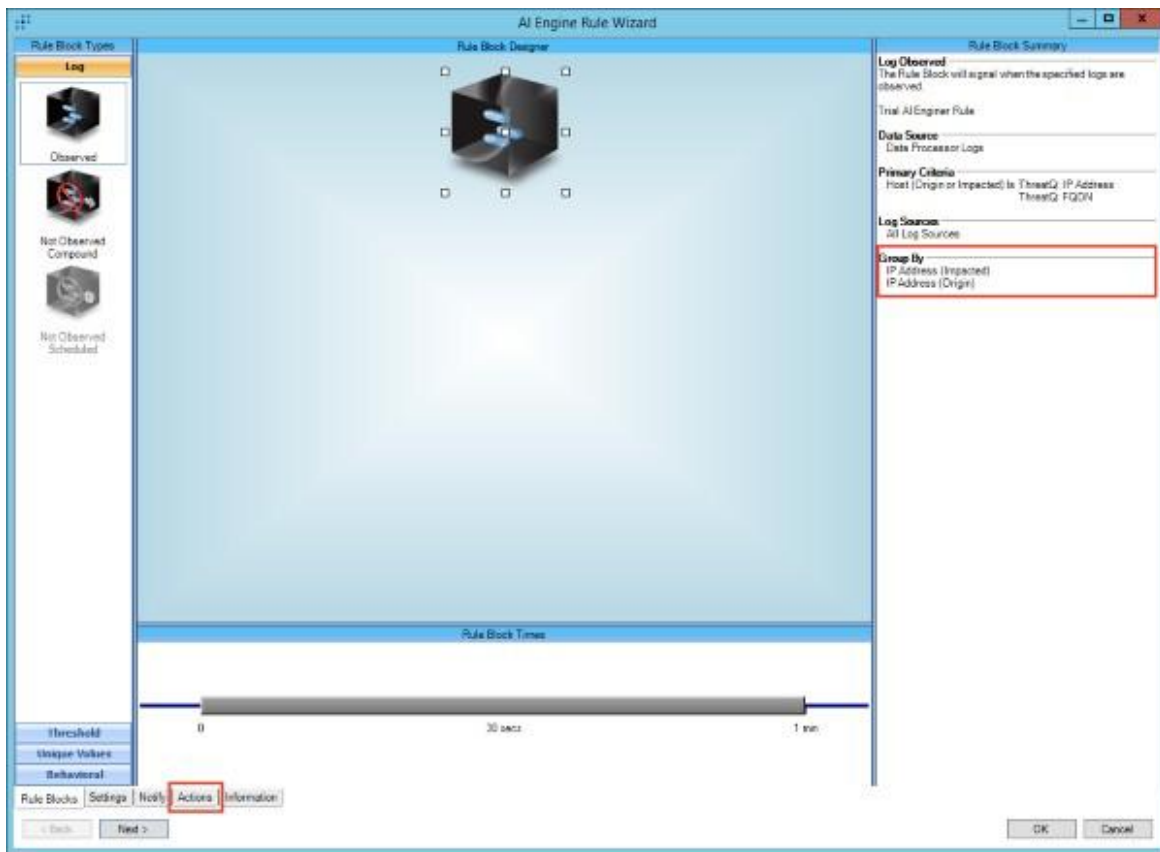 AI Engine Rule Wizard
Rule Block Types
Log
Observed
Not Observed
Compound
Not Observed
Scheduled
Threshold
Unique Values
Behavioral
Rule Block Designer
Rule Block Times
0
30 secs
1 min
Rule Block Summary
Log Observed
The Rule Block will signal when the specified logs are
observed.
Trial AI Enginer Rule
Data Source
Data Processor Logs
Primary Criteria
Host (Origin or Impacted) Is ThreatQ: IP Address
ThreatQ: FQDN
Log Sources
All Log Sources
Group By
IP Address (Impacted)
IP Address (Origin)
Rule Blocks Settings Notify Actions Information
< Back Next > OK Cancel